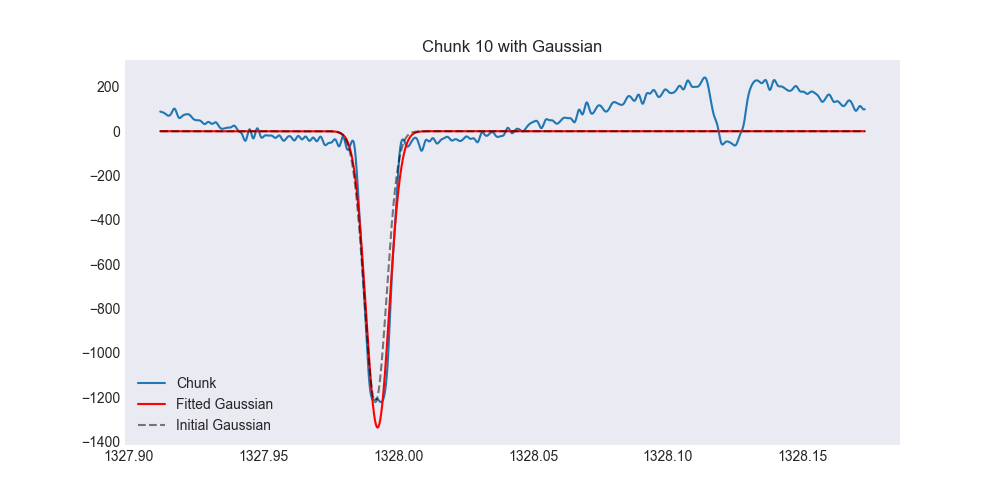 Chunk 10 with Gaussian
200
0
−200
−400
−600
−800
−1000
−1200
−1400
Chunk
Fitted Gaussian
Initial Gaussian
1327.90 1327.95 1328.00 1328.05 1328.10 1328.15